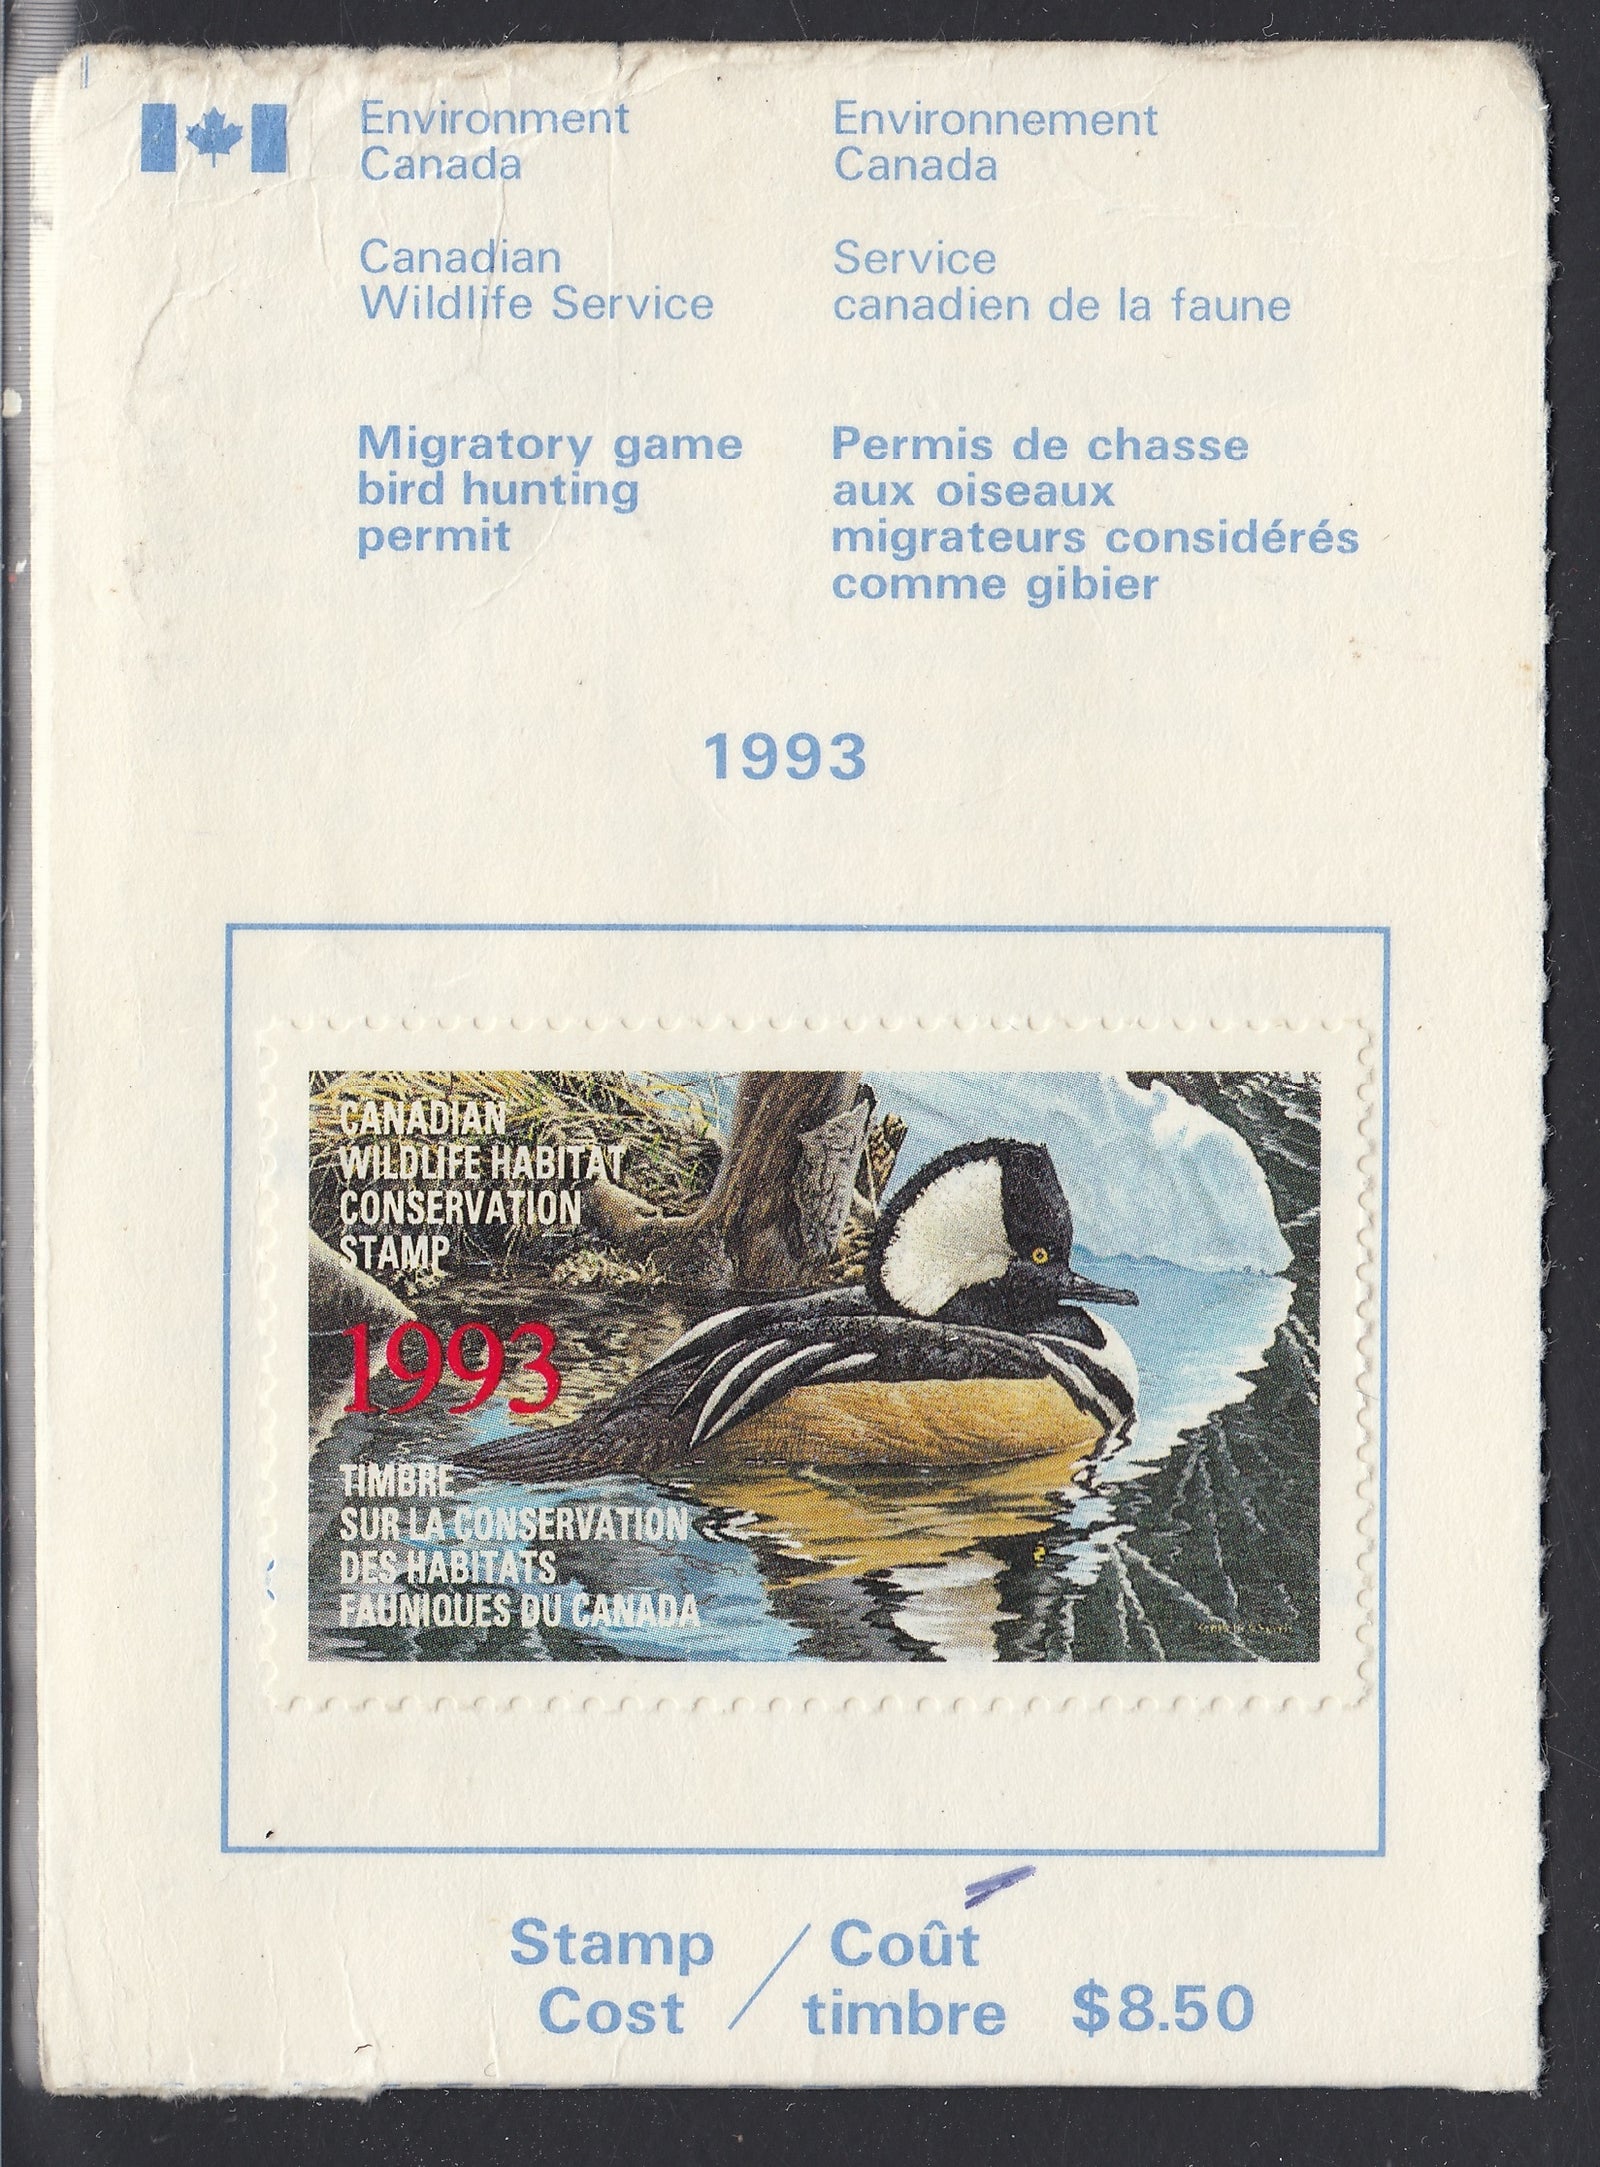 Environment
Canada
Environnement
Canada
Canadian
Wildlife Service
Service
canadien de la faune
Migratory game
bird hunting
permit
Permis de chasse
aux oiseaux
migrateurs considérés
comme gibier
1993
CANADIAN
WILDLIFE HABITAT
CONSERVATION
STAMP
1993
TIMBRE
SUR LA CONSERVATION
DES HABITATS
FAUNIQUES DU CANADA
Stamp
Cost
/
Coût
timbre $8.50